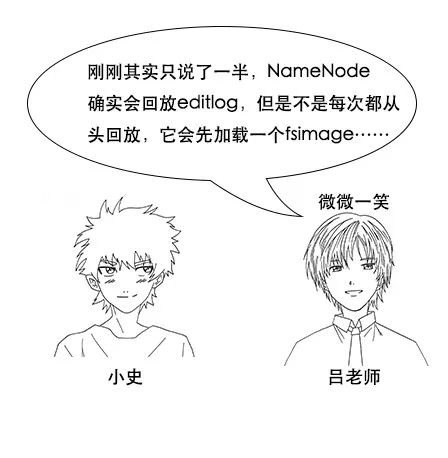 刚刚其实只说了一半，NameNode
确实会回放editlog，但是不是每次都从
头回放，它会先加载一个fsimage……
微微一笑
小史
吕老师